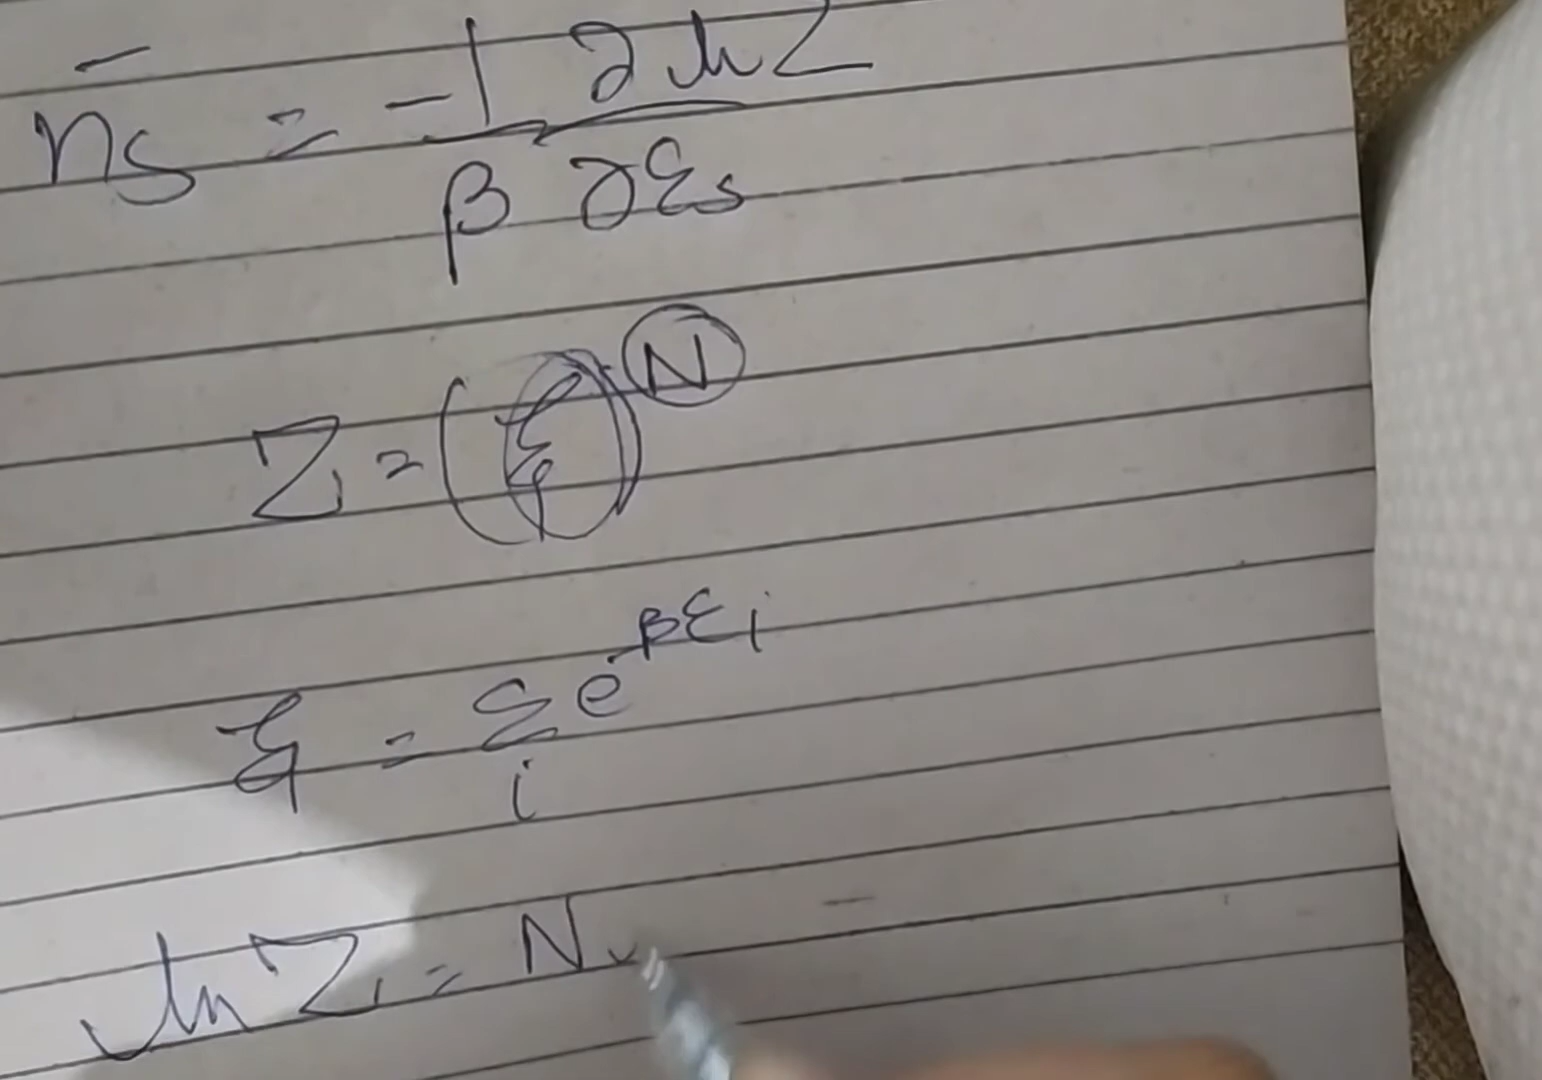 n̄s = -1/β ∂ln Z/∂εs
Z = (ξ)^N
ξ = Σ_i e^{-βεi}
ln Z = N